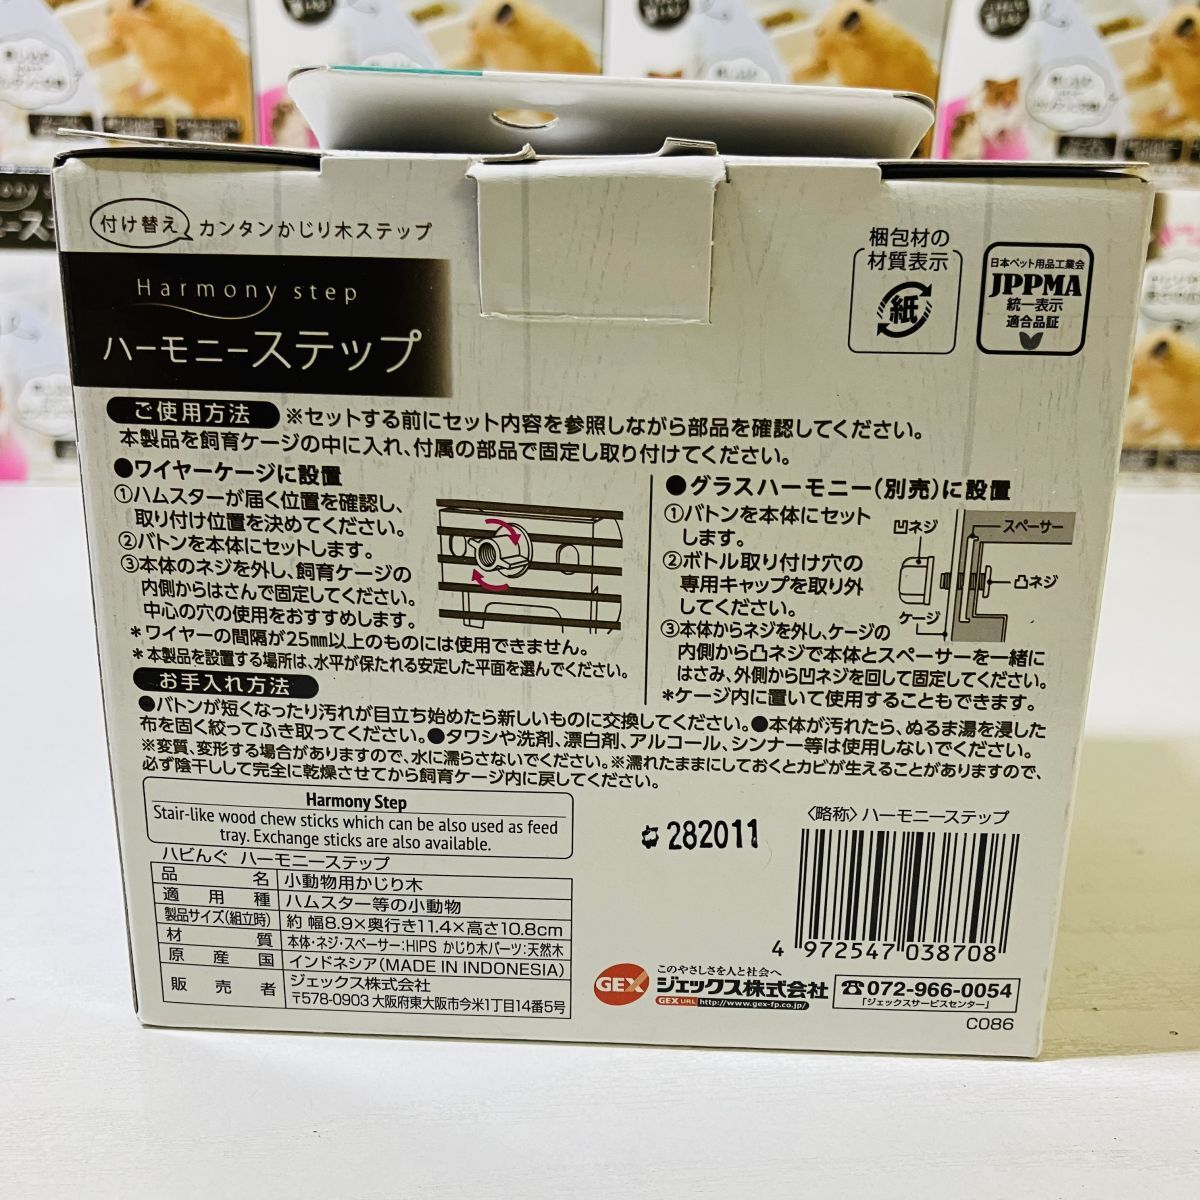 付け替え カンタンかじり木ステップ
Harmony step
ハーモニーステップ
梱包材の
材質表示
紙
日本ペット用品工業会
JPPMA
統一表示
適合品証
ご使用方法 ※セットする前にセット内容を参照しながら部品を確認してください。
本製品を飼育ケージの中に入れ、付属の部品で固定し取り付けてください。
●ワイヤーケージに設置
①ハムスターが届く位置を確認し、
取り付け位置を決めてください。
②バトンを本体にセットします。
③本体のネジを外し、飼育ケージの
内側からはさんで固定してください。
中心の穴の使用をおすすめします。
＊ワイヤーの間隔が25mm以上のものには使用できません。
＊本製品を設置する場所は、水平が保たれる安定した平面を選んでください。
●グラスハーモニー(別売)に設置
①バトンを本体にセット
します。
②ボトル取り付け穴の
専用キャップを取り外
してください。
③本体からネジを外し、ケージの
内側から凸ネジで本体とスペーサーを一緒に
はさみ、外側から凹ネジを回して固定してください。
＊ケージ内に置いて使用することもできます。
凹ネジ
スペーサー
凸ネジ
ケージ
お手入れ方法
●バトンが短くなったり汚れが目立ち始めたら新しいものに交換してください。●本体が汚れたら、ぬるま湯を浸した
布を固く絞ってふき取ってください。●タワシや洗剤、漂白剤、アルコール、シンナー等は使用しないでください。
※変質、変形する場合がありますので、水に濡らさないでください。※濡れたままにしておくとカビが生えることがありますので、
必ず陰干しして完全に乾燥させてから飼育ケージ内に戻してください。
Harmony Step
Stair-like wood chew sticks which can be also used as feed
tray. Exchange sticks are also available.
ハビんぐ ハーモニーステップ
品名 小動物用かじり木
適用種 ハムスター等の小動物
製品サイズ(組立時) 約 幅8.9×奥行き11.4×高さ10.8cm
材質 本体・ネジ・スペーサー:HIPS かじり木パーツ:天然木
原産国 インドネシア(MADE IN INDONESIA)
販売者 ジェックス株式会社
〒578-0903 大阪府東大阪市今米1丁目14番5号
282011
〈略称〉ハーモニーステップ
4 972547 038708
このやさしさを人と社会へ
GEX ジェックス株式会社
GEX URL http://www.gex-fp.co.jp/
☎072-966-0054
「ジェックスサービスセンター」
C086